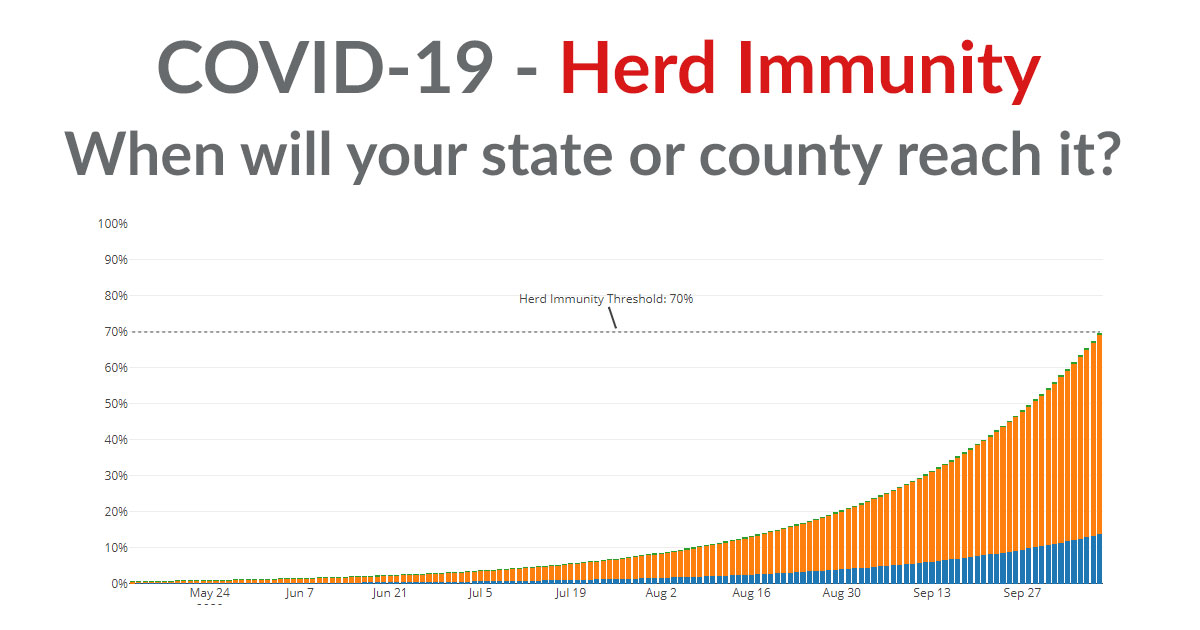 COVID-19 - Herd Immunity
When will your state or county reach it?
100%
90%
80%
Herd Immunity Threshold: 70%
70%
60%
50%
40%
30%
20%
10%
0%
May 24 Jun 7 Jun 21 Jul 5 Jul 19 Aug 2 Aug 16 Aug 30 Sep 13 Sep 27